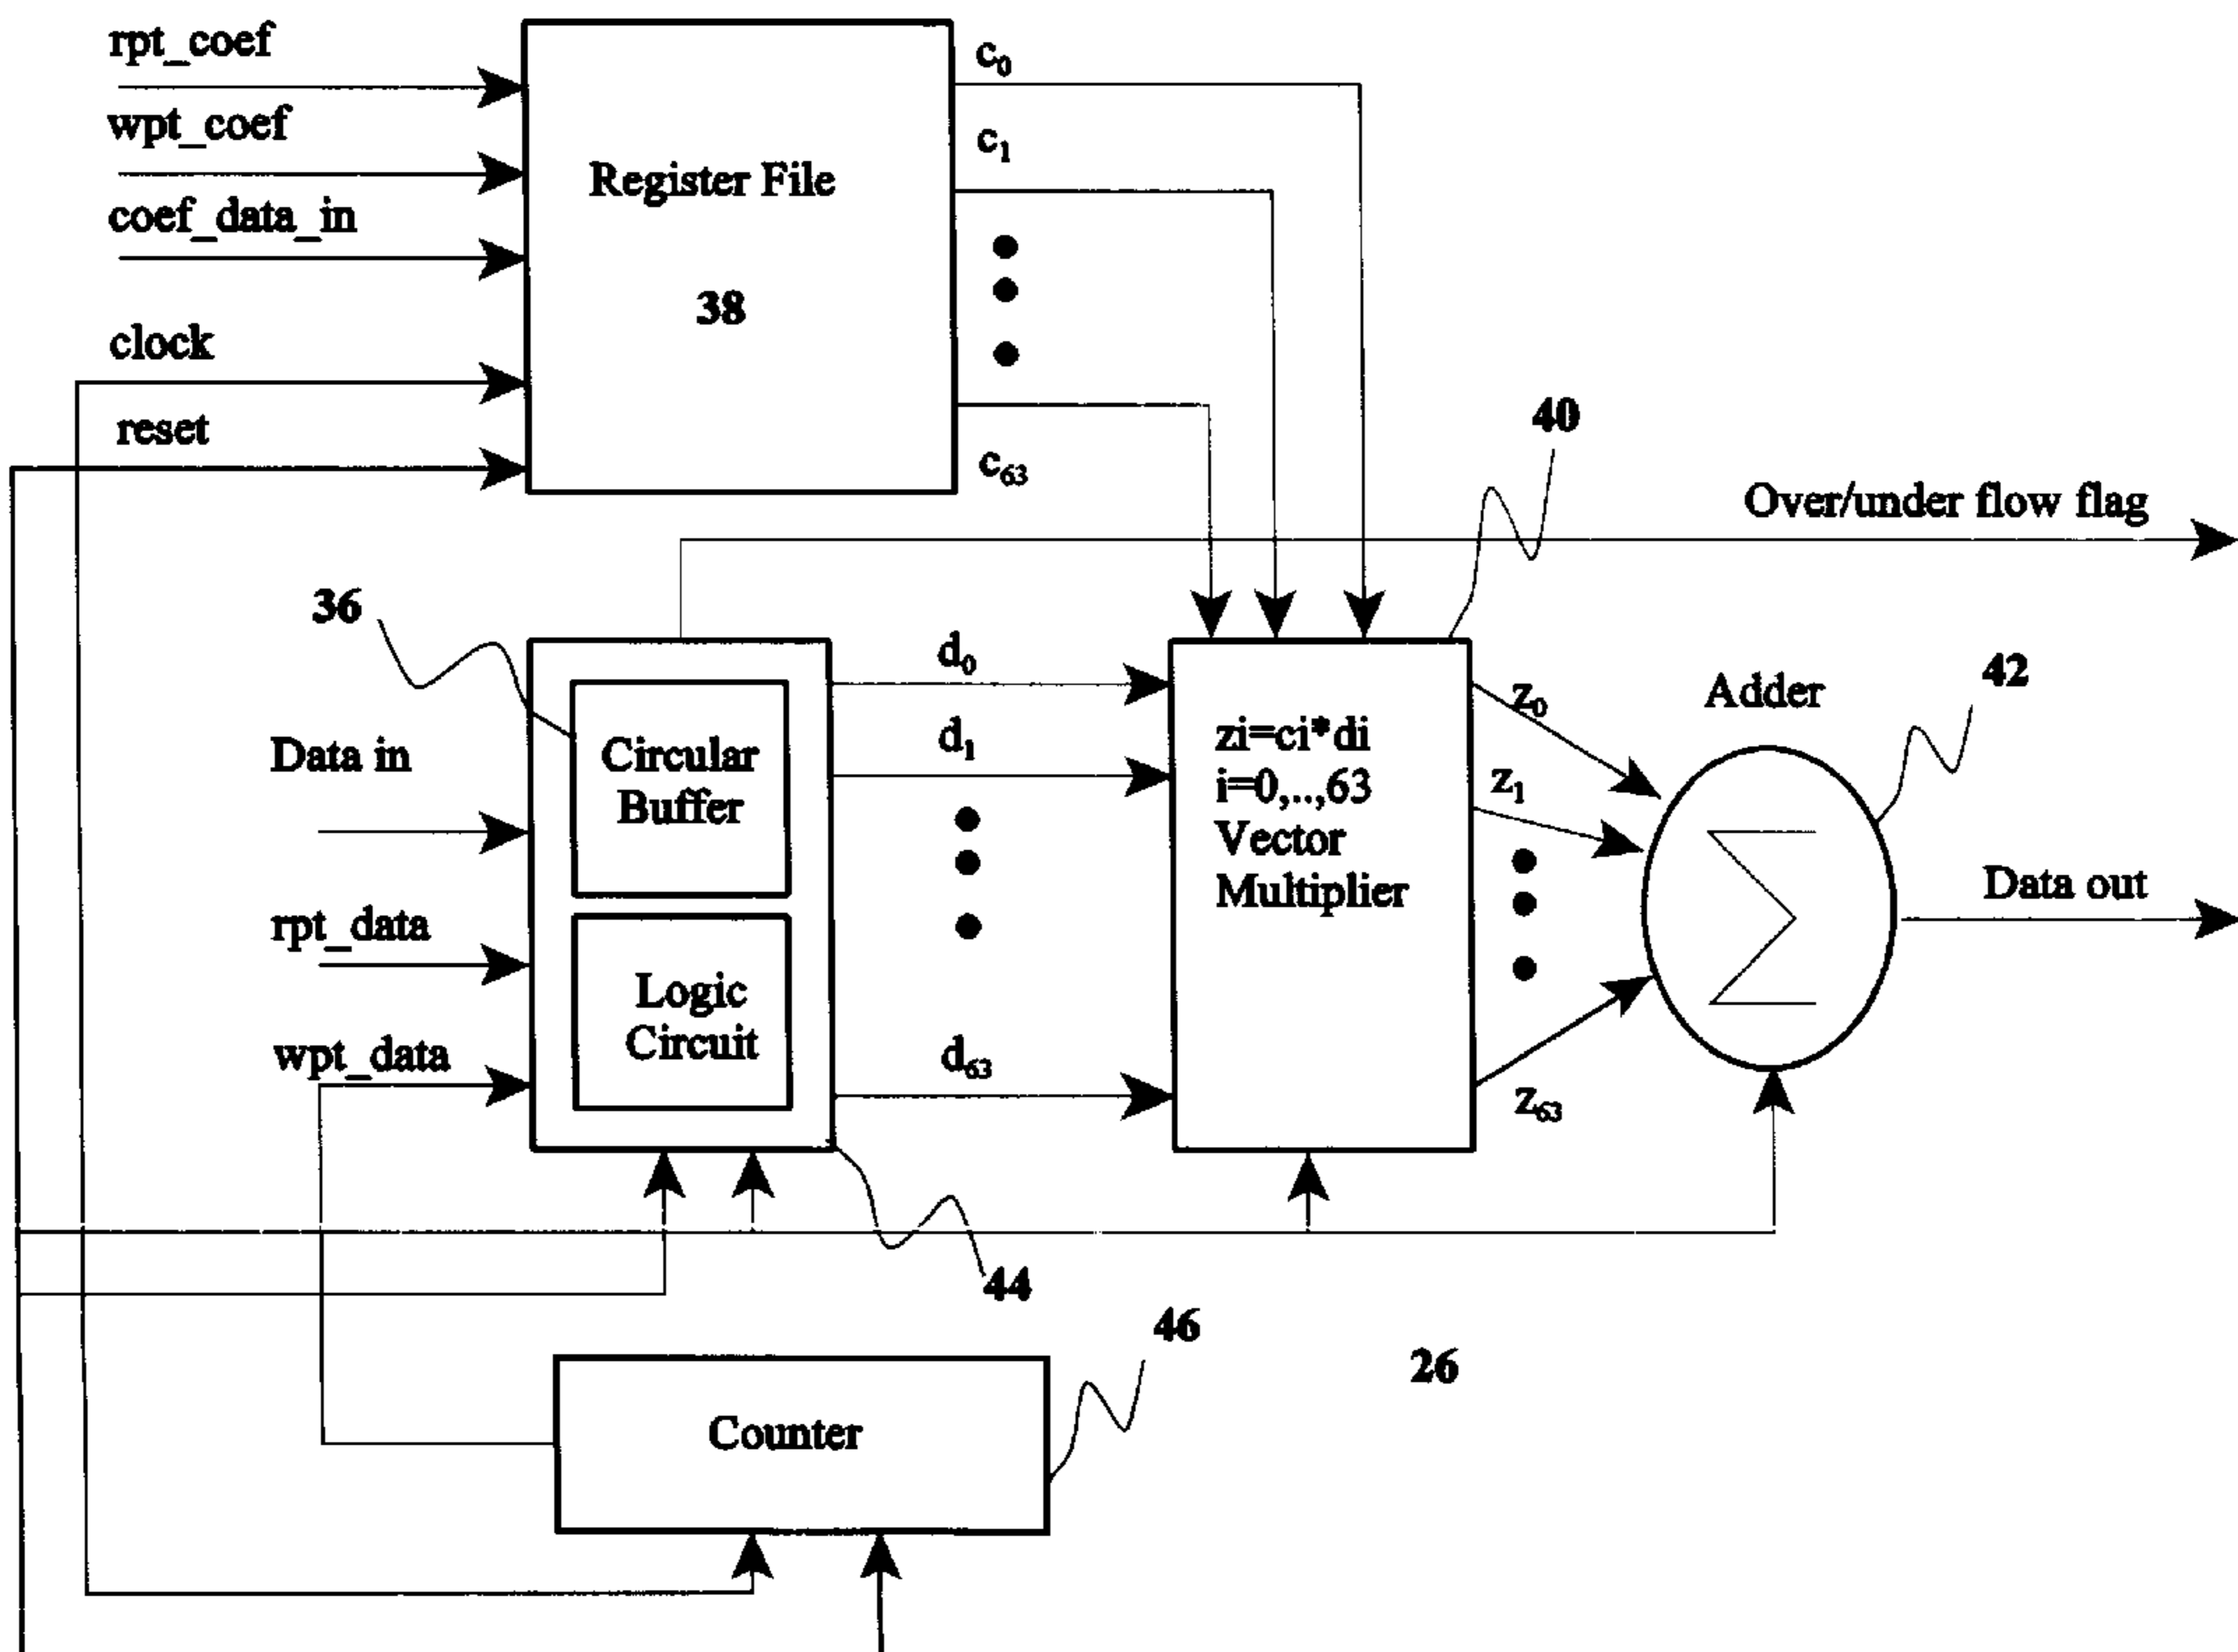 rpt_coef
wpt_coef
coef_data_in
clock
reset
Register File
38
c₀
c₁
c₆₃
40
Over/under flow flag
36
Data in
rpt_data
wpt_data
Circular
Buffer
Logic
Circuit
d₀
d₁
d₆₃
zi=ci*di
i=0,..,63
Vector
Multiplier
z₀
z₁
z₆₃
Adder
42
Σ
Data out
44
46
26
Counter